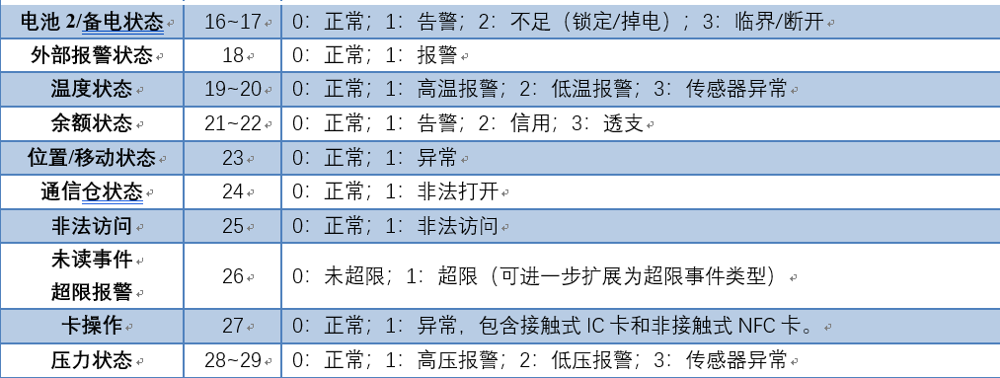 电池 2/备电状态 16~17 0：正常；1：告警；2：不足（锁定/掉电）；3：临界/断开
外部报警状态 18 0：正常；1：报警
温度状态 19~20 0：正常；1：高温报警；2：低温报警；3：传感器异常
余额状态 21~22 0：正常；1：告警；2：信用；3：透支
位置/移动状态 23 0：正常；1：异常
通信仓状态 24 0：正常；1：非法打开
非法访问 25 0：正常；1：非法访问
未读事件
超限报警 26 0：未超限；1：超限（可进一步扩展为超限事件类型）
卡操作 27 0：正常；1：异常，包含接触式 IC 卡和非接触式 NFC 卡。
压力状态 28~29 0：正常；1：高压报警；2：低压报警；3：传感器异常